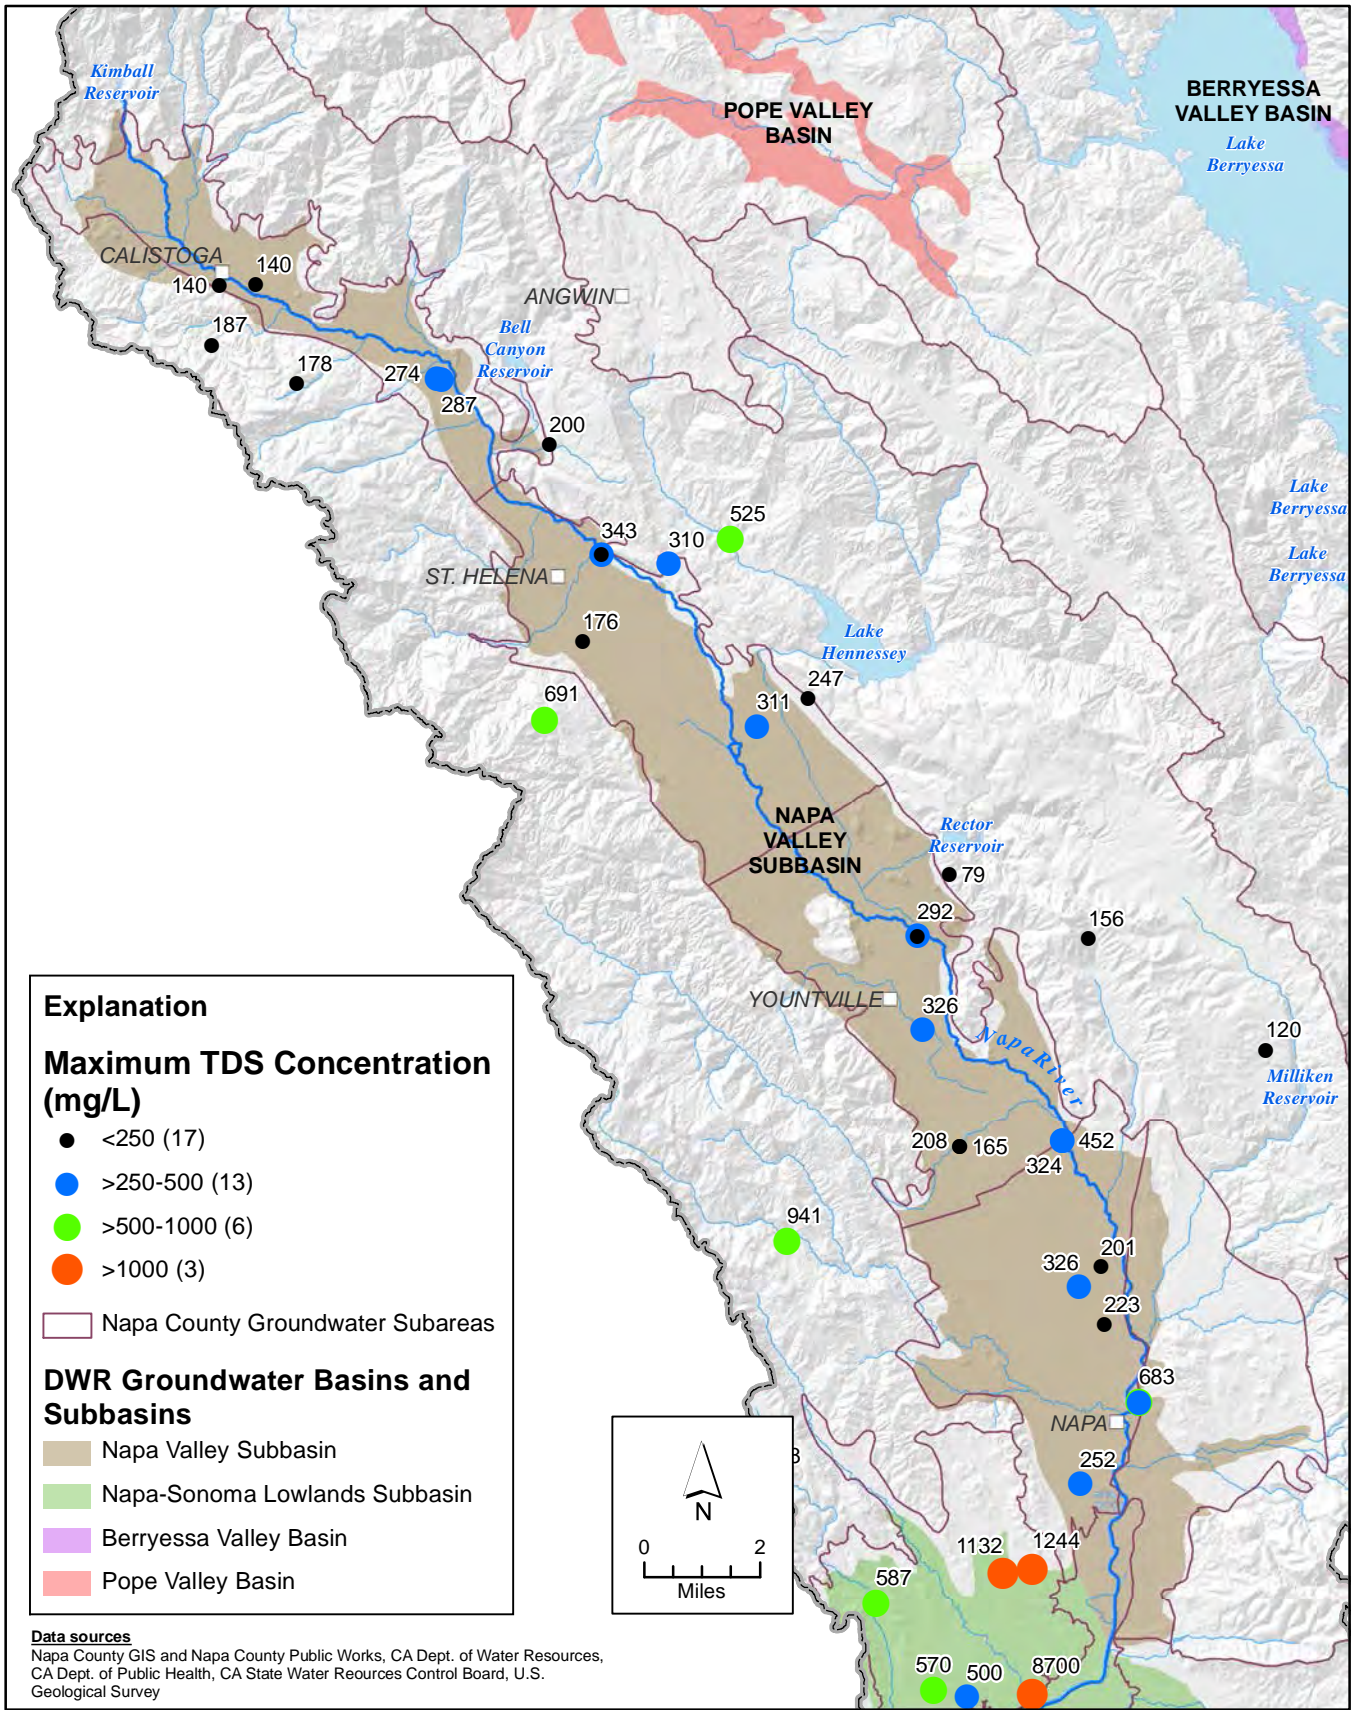 Kimball
Reservoir
POPE VALLEY
BASIN
BERRYESSA
VALLEY BASIN
Lake
Berryessa
CALISTOGA
140
140
187
178
ANGWIN
Bell
Canyon
Reservoir
274
287
200
343
310
525
ST. HELENA
176
691
Lake
Hennessey
247
311
Lake
Berryessa
Lake
Berryessa
NAPA
VALLEY
SUBBASIN
Rector
Reservoir
79
292
156
YOUNTVILLE
326
Napa River
120
Milliken
Reservoir
208
165
452
324
941
201
326
223
683
NAPA
252
3
1132
1244
587
570
500
8700
Explanation
Maximum TDS Concentration
(mg/L)
<250 (17)
>250-500 (13)
>500-1000 (6)
>1000 (3)
Napa County Groundwater Subareas
DWR Groundwater Basins and
Subbasins
Napa Valley Subbasin
Napa-Sonoma Lowlands Subbasin
Berryessa Valley Basin
Pope Valley Basin
N
0 2
Miles
Data sources
Napa County GIS and Napa County Public Works, CA Dept. of Water Resources,
CA Dept. of Public Health, CA State Water Reources Control Board, U.S.
Geological Survey